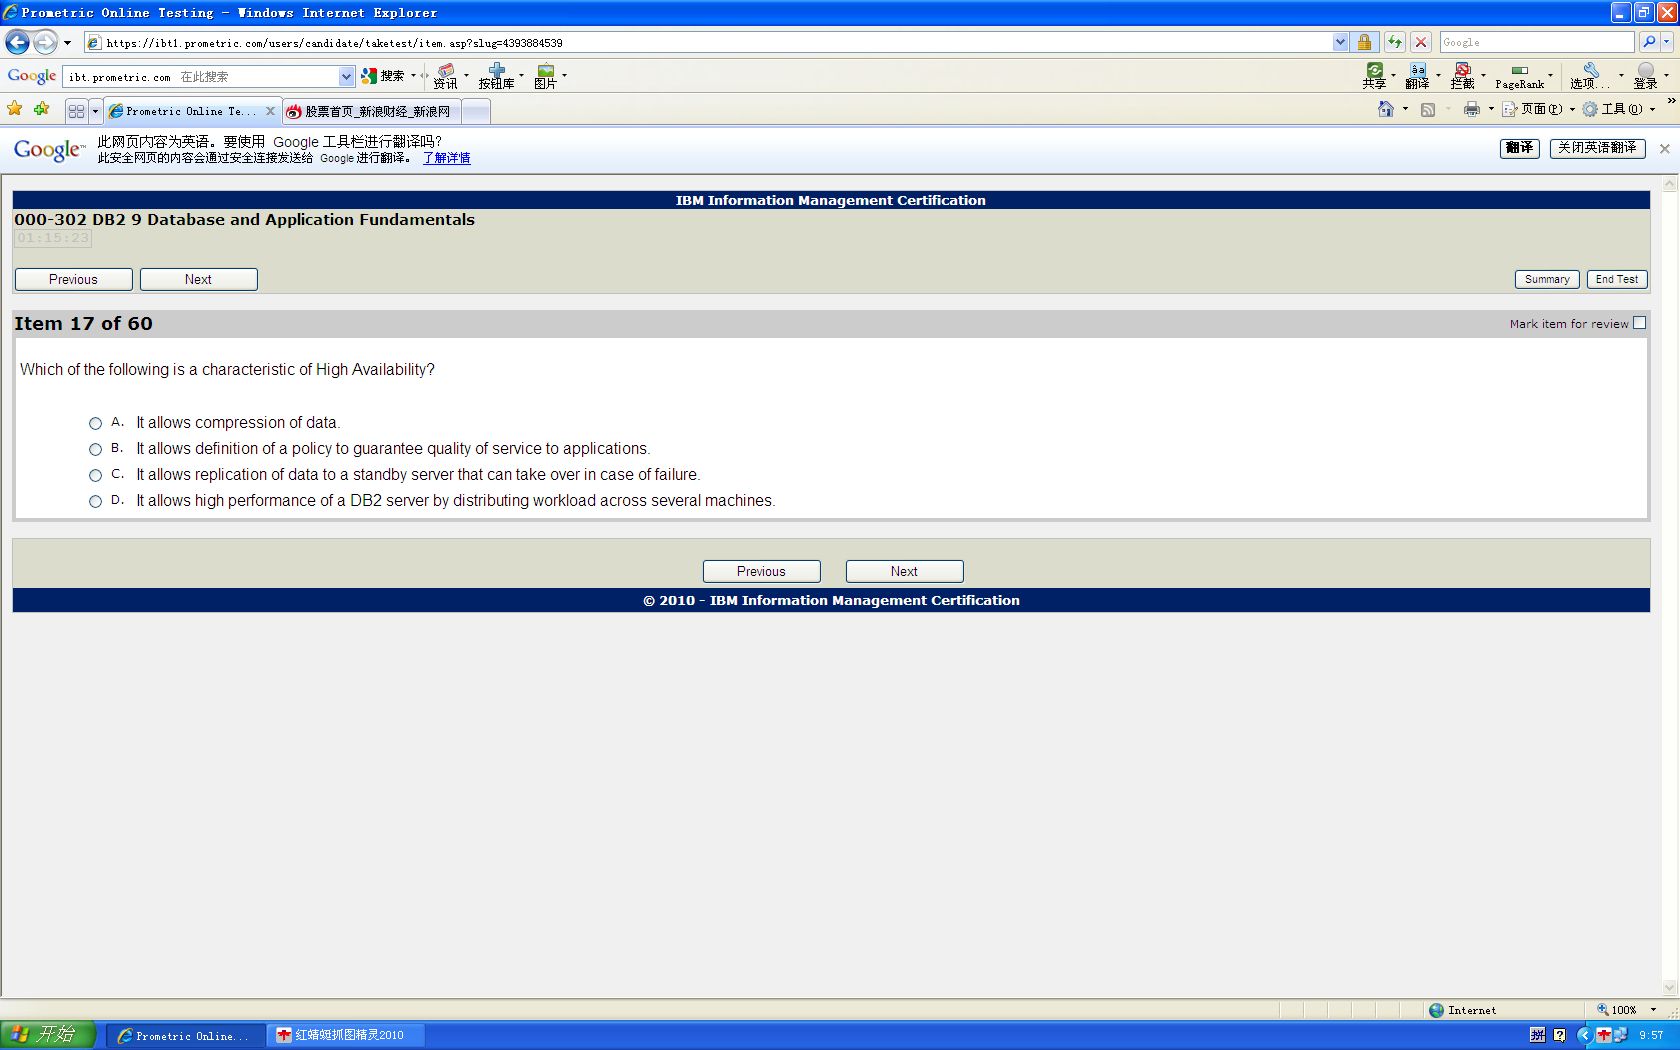 Prometric Online Testing - Windows Internet Explorer
https://ibt1.prometric.com/users/candidate/taketest/item.asp?slug=4393884539
Google
Google
ibt.prometric.com 在此搜索
搜索
资讯
按钮库
图片
共享
翻译
拦截
PageRank
选项...
登录
Prometric Online Te...
股票首页_新浪财经_新浪网
页面(P)
工具(O)
Google™
此网页内容为英语。要使用 Google 工具栏进行翻译吗?
此安全网页的内容会通过安全连接发送给 Google 进行翻译。 了解详情
翻译
关闭英语翻译
IBM Information Management Certification
000-302 DB2 9 Database and Application Fundamentals
01:15:23
Previous
Next
Summary
End Test
Item 17 of 60
Mark item for review
Which of the following is a characteristic of High Availability?
A. It allows compression of data.
B. It allows definition of a policy to guarantee quality of service to applications.
C. It allows replication of data to a standby server that can take over in case of failure.
D. It allows high performance of a DB2 server by distributing workload across several machines.
Previous
Next
© 2010 - IBM Information Management Certification
Internet
100%
开始
Prometric Online...
红蜻蜓抓图精灵2010
拼
9:57